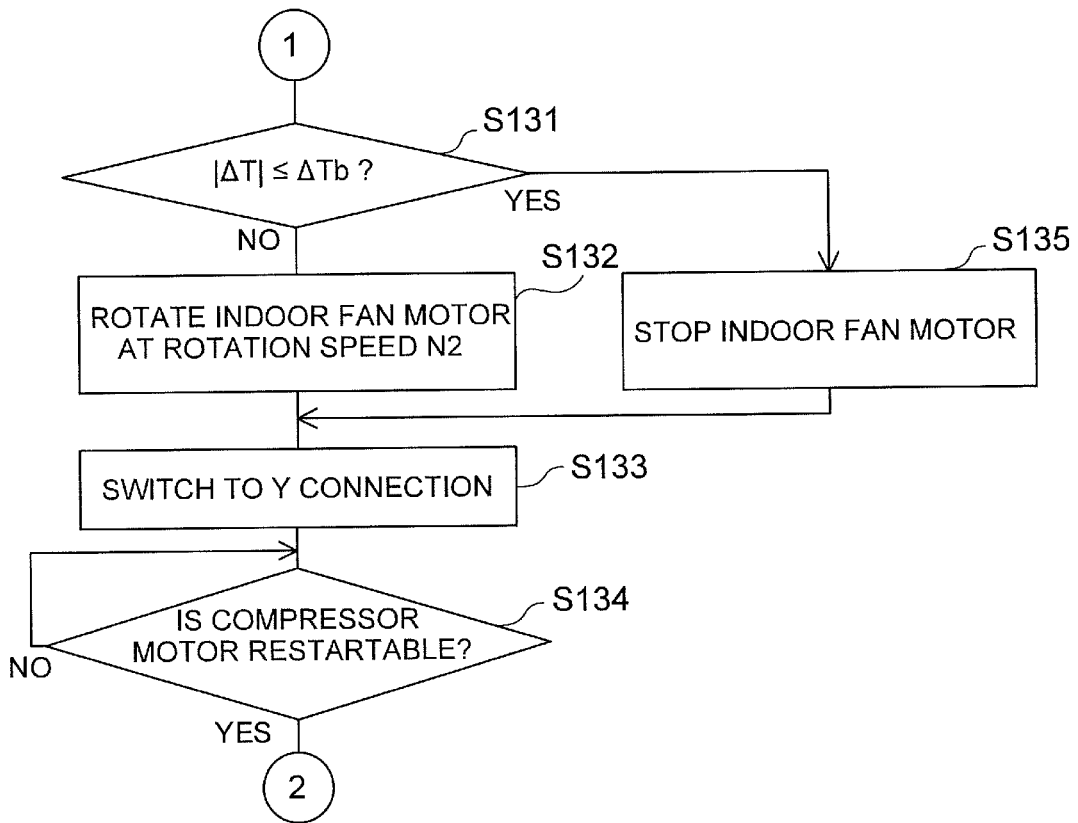 1
S131
|ΔT| ≤ ΔTb ?
YES
NO
S132
S135
ROTATE INDOOR FAN MOTOR
AT ROTATION SPEED N2
STOP INDOOR FAN MOTOR
S133
SWITCH TO Y CONNECTION
S134
IS COMPRESSOR
MOTOR RESTARTABLE?
NO
YES
2